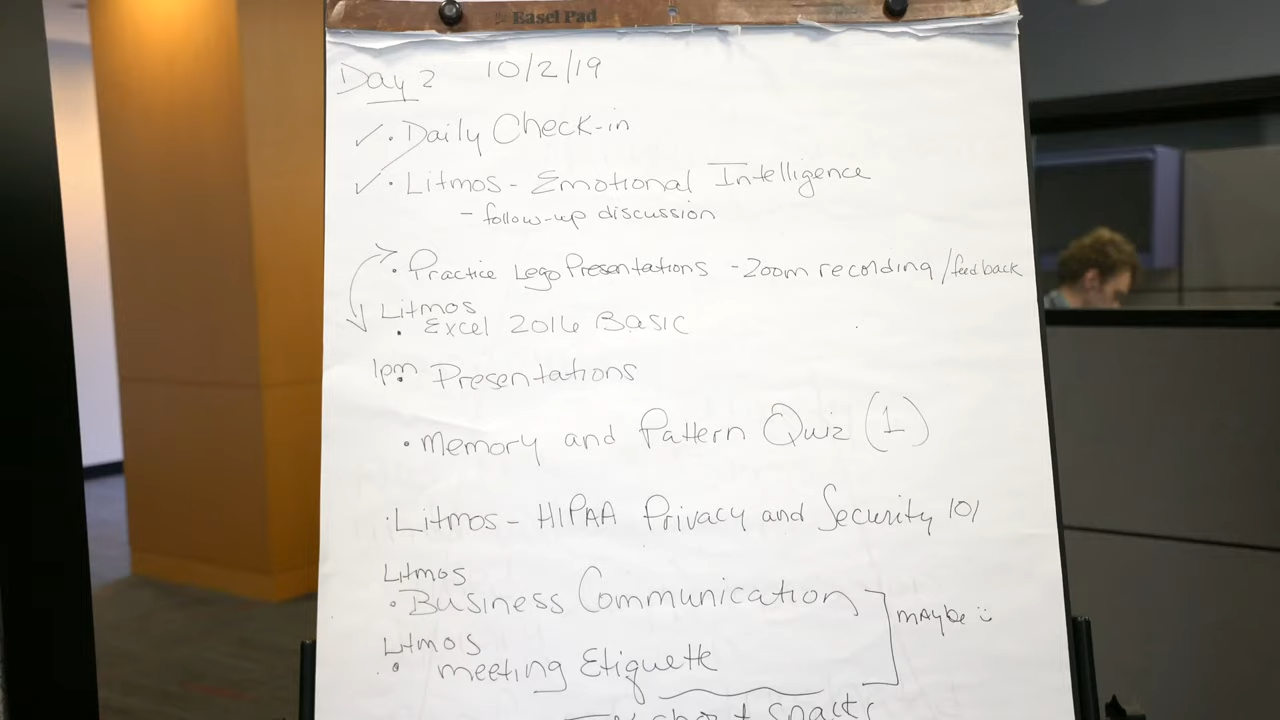 Easel Pad
Day 2 10/2/19
✓ · Daily Check-in
✓ · Litmos - Emotional Intelligence
- follow-up discussion
· Practice Lego Presentations - Zoom recording/feedback
Litmos
· Excel 2016 Basic
1pm · Presentations
· Memory and Pattern Quiz (1)
· Litmos - HIPAA Privacy and Security 101
Litmos
· Business Communication
maybe :)
Litmos
· meeting Etiquette